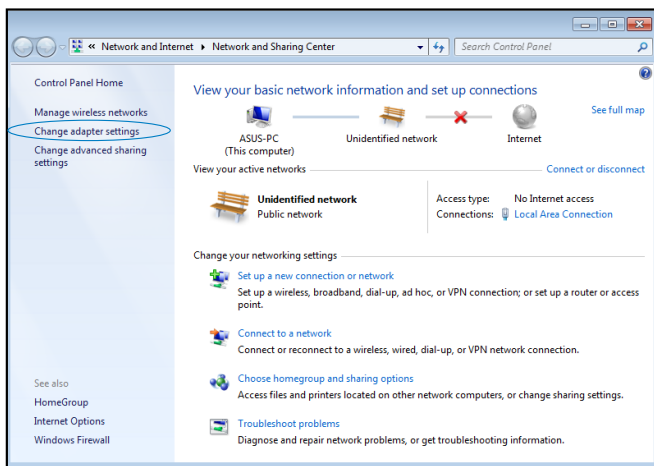 « Network and Internet ▸ Network and Sharing Center
Search Control Panel
Control Panel Home
Manage wireless networks
Change adapter settings
Change advanced sharing
settings
View your basic network information and set up connections
See full map
ASUS-PC
(This computer)
Unidentified network
Internet
View your active networks
Connect or disconnect
Unidentified network
Public network
Access type: No Internet access
Connections: Local Area Connection
Change your networking settings
Set up a new connection or network
Set up a wireless, broadband, dial-up, ad hoc, or VPN connection; or set up a router or access
point.
Connect to a network
Connect or reconnect to a wireless, wired, dial-up, or VPN network connection.
Choose homegroup and sharing options
Access files and printers located on other network computers, or change sharing settings.
Troubleshoot problems
Diagnose and repair network problems, or get troubleshooting information.
See also
HomeGroup
Internet Options
Windows Firewall